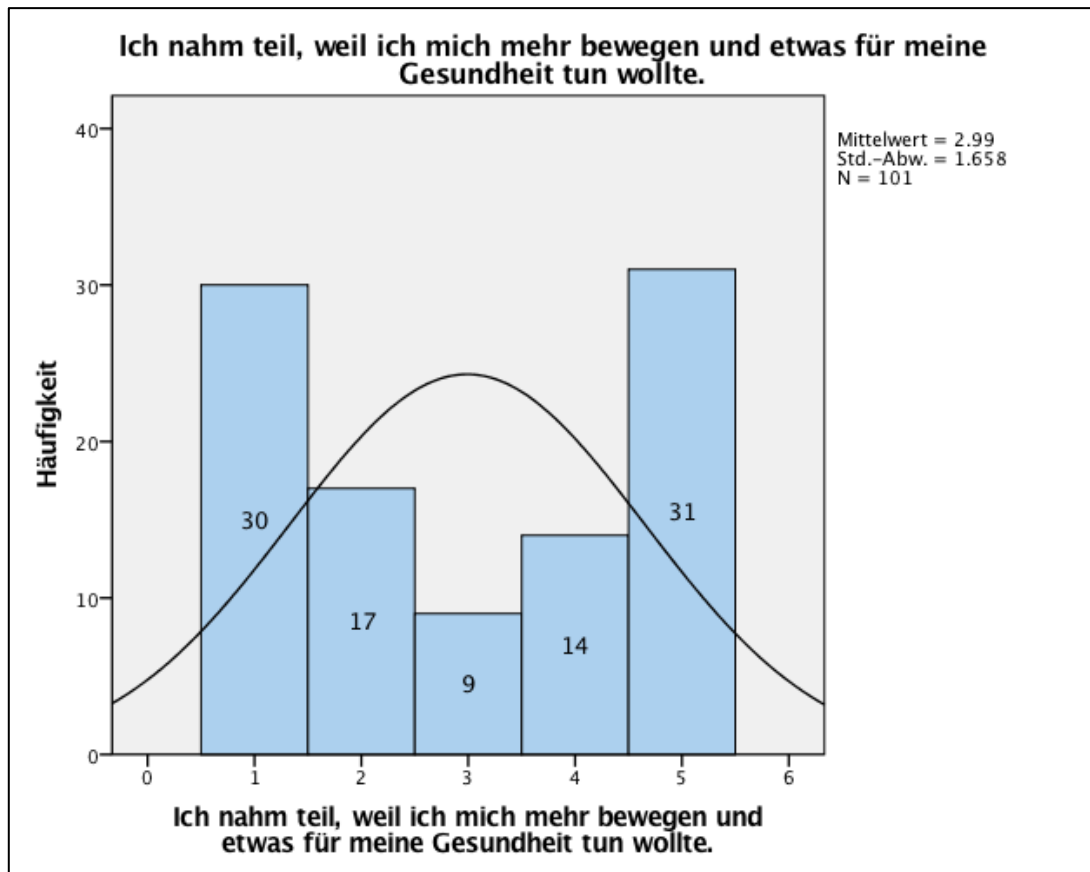 Ich nahm teil, weil ich mich mehr bewegen und etwas für meine
Gesundheit tun wollte.
Mittelwert = 2.99
Std.-Abw. = 1.658
N = 101
Häufigkeit
40
30
20
10
0
30
17
9
14
31
0 1 2 3 4 5 6
Ich nahm teil, weil ich mich mehr bewegen und
etwas für meine Gesundheit tun wollte.